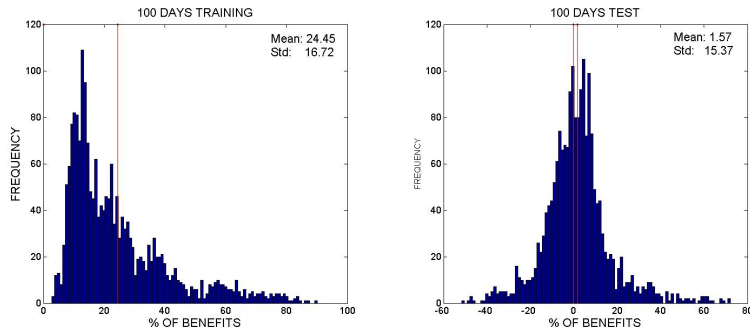 100 DAYS TRAINING
Mean: 24.45
Std: 16.72
FREQUENCY
120
100
80
60
40
20
0
0 20 40 60 80 100
% OF BENEFITS
100 DAYS TEST
Mean: 1.57
Std: 15.37
FREQUENCY
120
100
80
60
40
20
0
-60 -40 -20 0 20 40 60 80
% OF BENEFITS